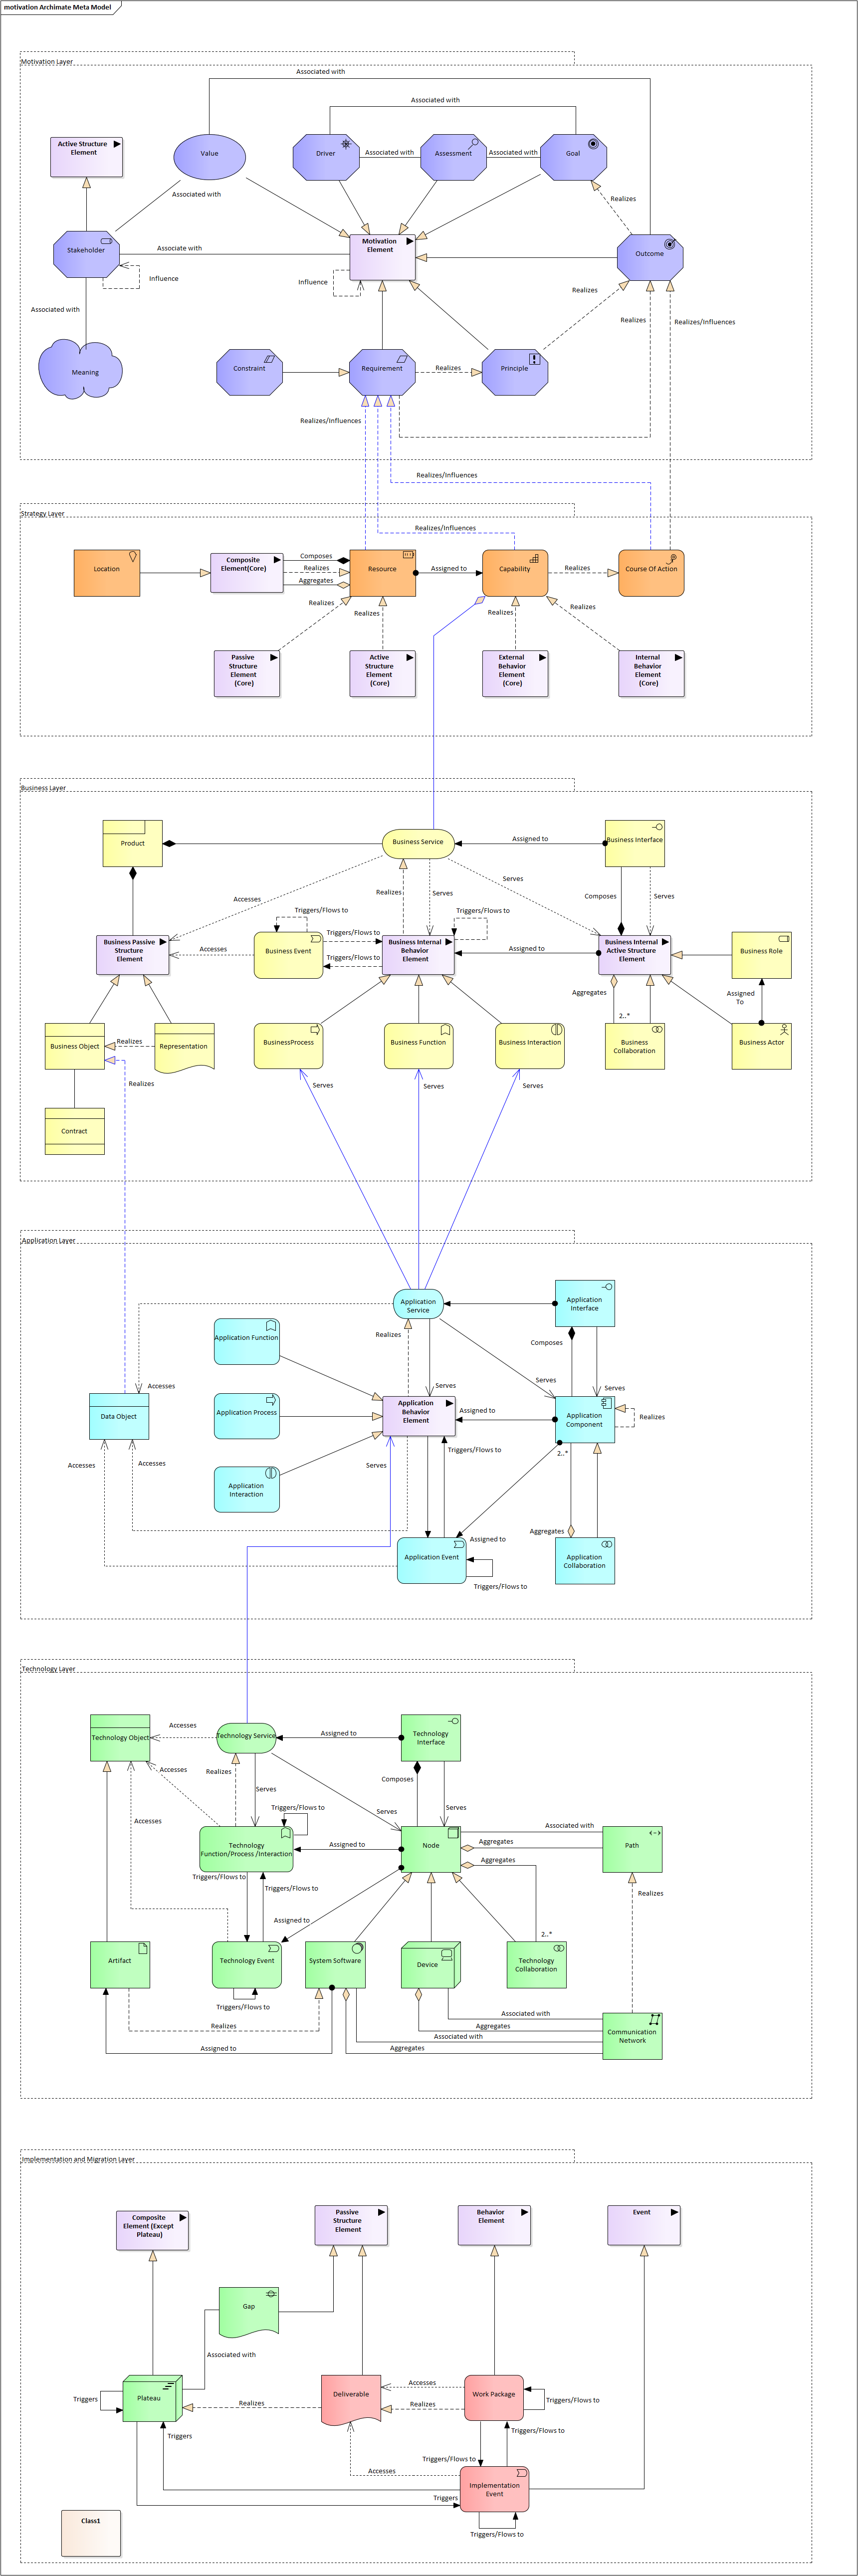 motivation Archimate Meta Model
Motivation Layer
Associated with
Associated with
Active Structure
Element
Value
Driver
Associated with
Assessment
Associated with
Goal
Associated with
Realizes
Stakeholder
Associate with
Motivation
Element
Outcome
Influence
Influence
Realizes
Associated with
Realizes
Realizes/Influences
Meaning
Constraint
Requirement
Realizes
Principle
Realizes/Influences
Realizes/Influences
Strategy Layer
Realizes/Influences
Location
Composite
Element(Core)
Composes
Realizes
Aggregates
Resource
Assigned to
Capability
Realizes
Course Of Action
Realizes
Realizes
Realizes
Realizes
Passive
Structure
Element
(Core)
Active
Structure
Element
(Core)
External
Behavior
Element
(Core)
Internal
Behavior
Element
(Core)
Business Layer
Product
Business Service
Assigned to
Business Interface
Serves
Realizes
Serves
Accesses
Composes
Serves
Triggers/Flows to
Triggers/Flows to
Business Passive
Structure
Element
Accesses
Business Event
Triggers/Flows to
Triggers/Flows to
Business Internal
Behavior
Element
Assigned to
Business Internal
Active Structure
Element
Business Role
Aggregates
Assigned
To
2..*
Business Object
Realizes
Representation
BusinessProcess
Business Function
Business Interaction
Business
Collaboration
Business Actor
Realizes
Serves
Serves
Serves
Contract
Application Layer
Application
Service
Application
Interface
Application Function
Realizes
Composes
Serves
Accesses
Serves
Serves
Data Object
Application Process
Application
Behavior
Element
Assigned to
Application
Component
Realizes
Triggers/Flows to
2..*
Accesses
Accesses
Serves
Application
Interaction
Aggregates
Assigned to
Application Event
Application
Collaboration
Triggers/Flows to
Technology Layer
Technology Object
Accesses
Technology Service
Assigned to
Technology
Interface
Accesses
Realizes
Composes
Serves
Triggers/Flows to
Serves
Serves
Accesses
Associated with
Technology
Function/Process /Interaction
Assigned to
Node
Aggregates
Path
Aggregates
Triggers/Flows to
Triggers/Flows to
Realizes
Assigned to
2..*
Artifact
Technology Event
System Software
Device
Technology
Collaboration
Triggers/Flows to
Associated with
Realizes
Aggregates
Associated with
Communication
Network
Assigned to
Aggregates
Implementation and Migration Layer
Composite
Element (Except
Plateau)
Passive
Structure
Element
Behavior
Element
Event
Gap
Associated with
Triggers
Plateau
Realizes
Deliverable
Accesses
Realizes
Work Package
Triggers/Flows to
Triggers
Triggers/Flows to
Triggers/Flows to
Accesses
Implementation
Event
Triggers
Class1
Triggers/Flows to